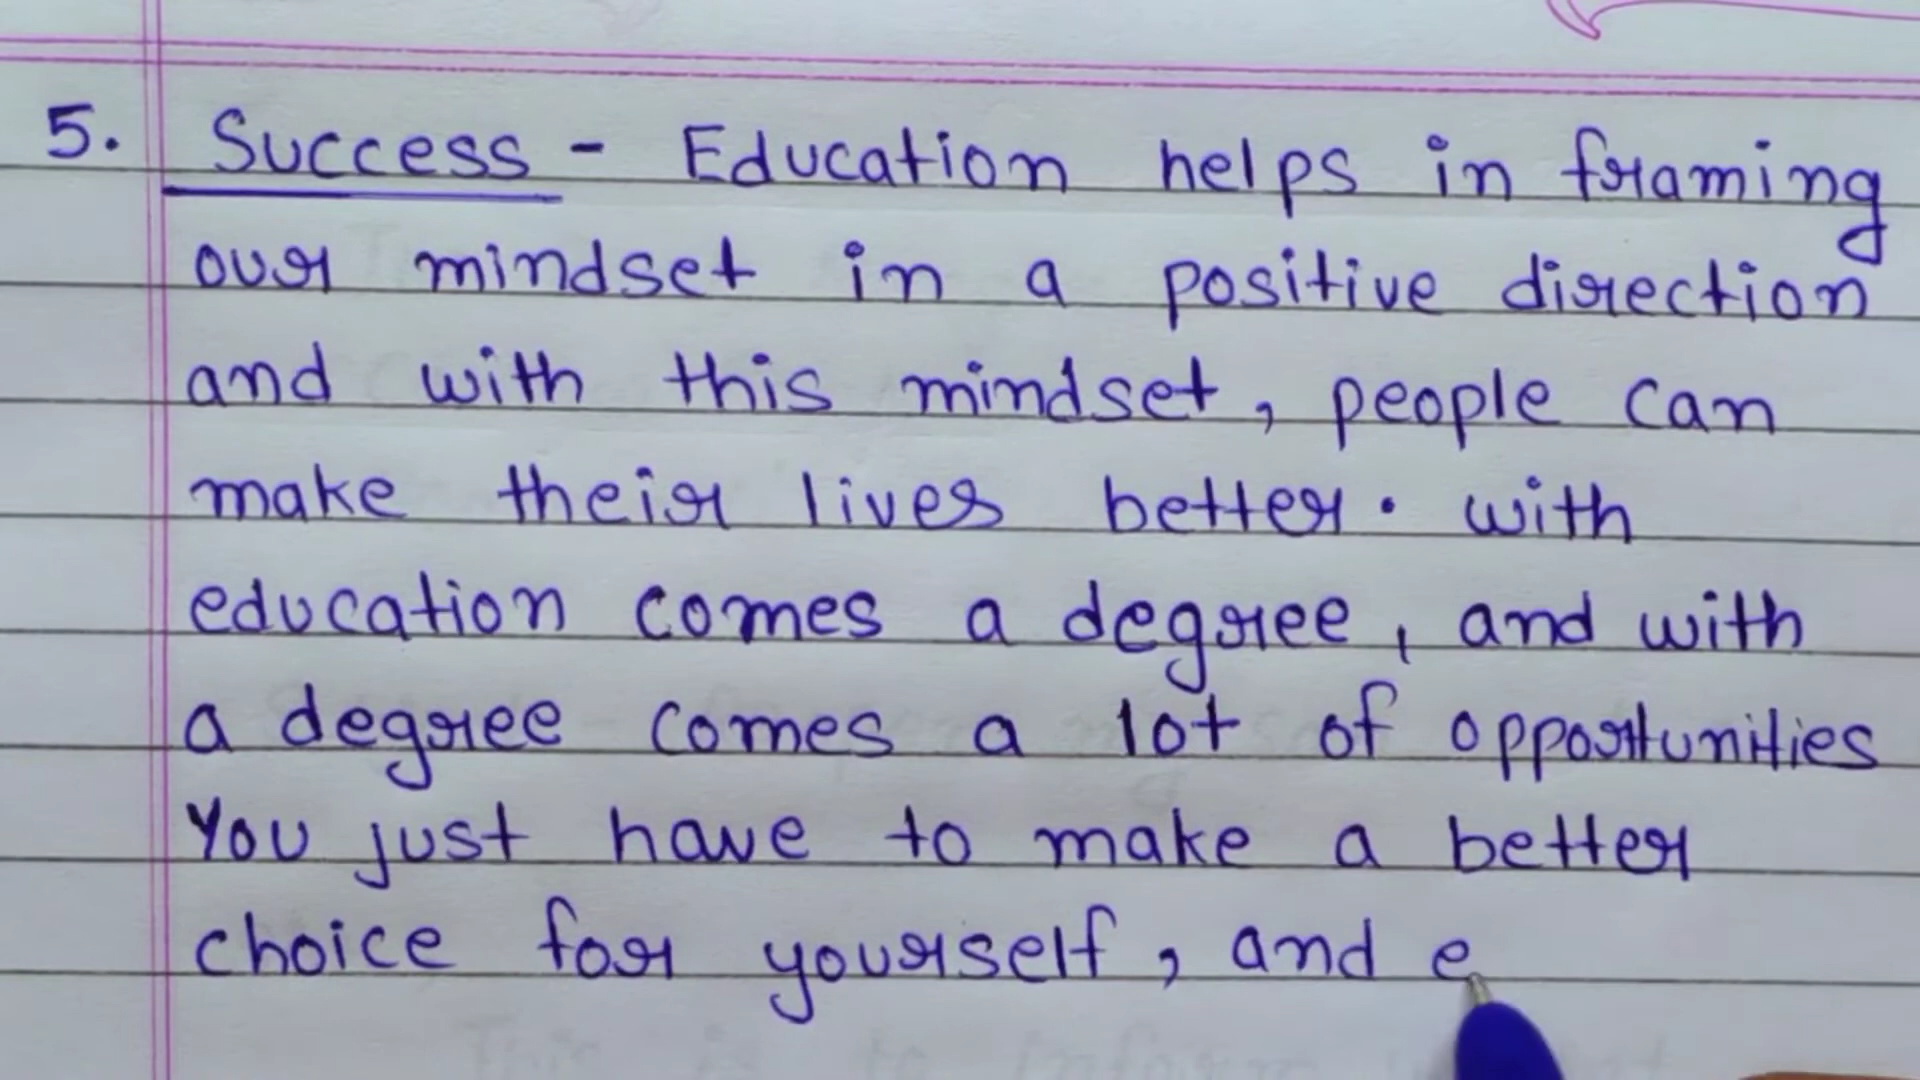 5. Success - Education helps in framing
our mindset in a positive direction
and with this mindset, people can
make their lives better. with
education comes a degree, and with
a degree comes a lot of opportunities
You just have to make a better
choice for yourself, and e